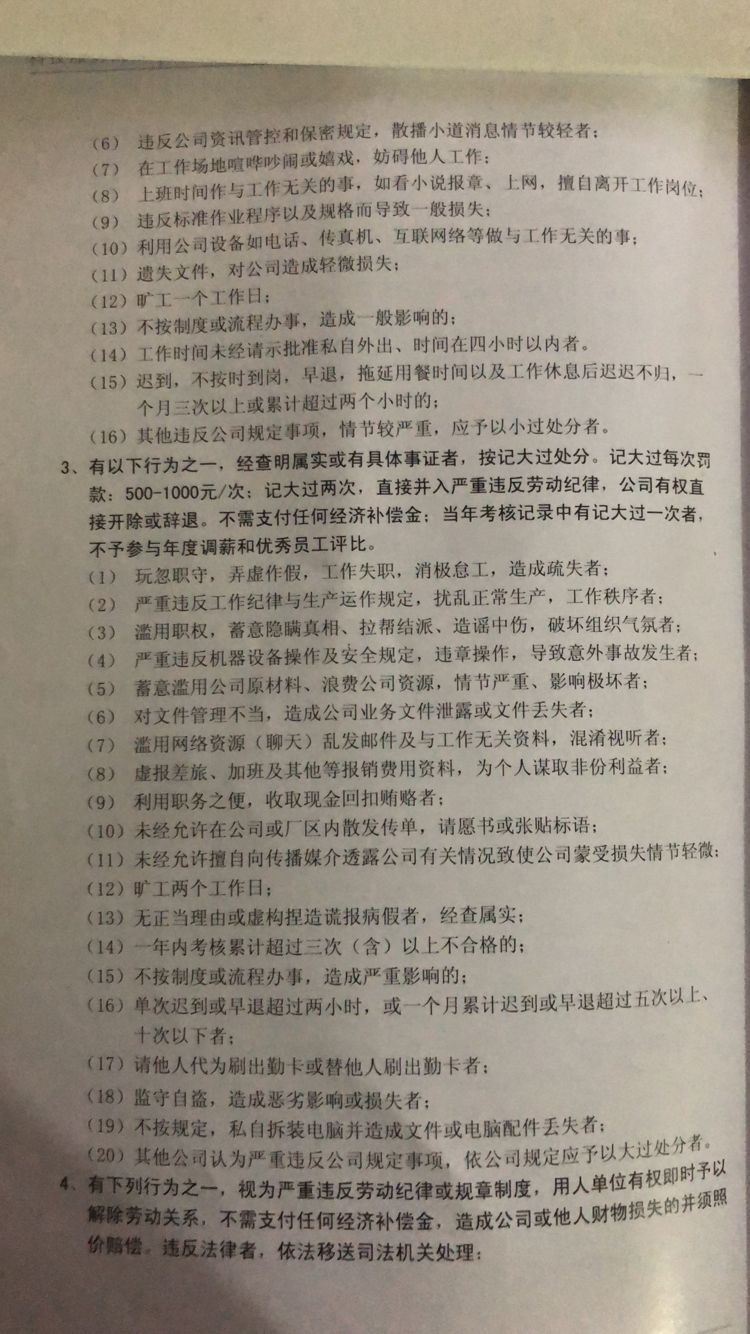 （6） 违反公司资讯管控和保密规定，散播小道消息情节较轻者；
（7） 在工作场地喧哗吵闹或嬉戏，妨碍他人工作；
（8） 上班时间作与工作无关的事，如看小说报章、上网，擅自离开工作岗位；
（9） 违反标准作业程序以及规格而导致一般损失；
（10）利用公司设备如电话、传真机、互联网络等做与工作无关的事；
（11）遗失文件，对公司造成轻微损失；
（12）旷工一个工作日；
（13）不按制度或流程办事，造成一般影响的；
（14）工作时间未经请示批准私自外出、时间在四小时以内者。
（15）迟到，不按时到岗，早退，拖延用餐时间以及工作休息后迟迟不归，一
个月三次以上或累计超过两个小时的；
（16）其他违反公司规定事项，情节较严重，应予以小过处分者。
3、有以下行为之一，经查明属实或有具体事证者，按记大过处分。记大过每次罚
款：500-1000元/次；记大过两次，直接并入严重违反劳动纪律，公司有权直
接开除或辞退。不需支付任何经济补偿金；当年考核记录中有记大过一次者，
不予参与年度调薪和优秀员工评比。
（1） 玩忽职守，弄虚作假，工作失职，消极怠工，造成疏失者；
（2） 严重违反工作纪律与生产运作规定，扰乱正常生产，工作秩序者；
（3） 滥用职权，蓄意隐瞒真相、拉帮结派、造谣中伤，破坏组织气氛者；
（4） 严重违反机器设备操作及安全规定，违章操作，导致意外事故发生者；
（5） 蓄意滥用公司原材料、浪费公司资源，情节严重、影响极坏者；
（6） 对文件管理不当，造成公司业务文件泄露或文件丢失者；
（7） 滥用网络资源（聊天）乱发邮件及与工作无关资料，混淆视听者；
（8） 虚报差旅、加班及其他等报销费用资料，为个人谋取非份利益者；
（9） 利用职务之便，收取现金回扣贿赂者；
（10）未经允许在公司或厂区内散发传单，请愿书或张贴标语；
（11）未经允许擅自向传播媒介透露公司有关情况致使公司蒙受损失情节轻微；
（12）旷工两个工作日；
（13）无正当理由或虚构捏造谎报病假者，经查属实；
（14）一年内考核累计超过三次（含）以上不合格的；
（15）不按制度或流程办事，造成严重影响的；
（16）单次迟到或早退超过两小时，或一个月累计迟到或早退超过五次以上、
十次以下者；
（17）请他人代为刷出勤卡或替他人刷出勤卡者；
（18）监守自盗，造成恶劣影响或损失者；
（19）不按规定，私自拆装电脑并造成文件或电脑配件丢失者；
（20）其他公司认为严重违反公司规定事项，依公司规定应予以大过处分者。
4、有下列行为之一，视为严重违反劳动纪律或规章制度，用人单位有权即时予以
解除劳动关系，不需支付任何经济补偿金，造成公司或他人财物损失的并须照
价赔偿。违反法律者，依法移送司法机关处理：